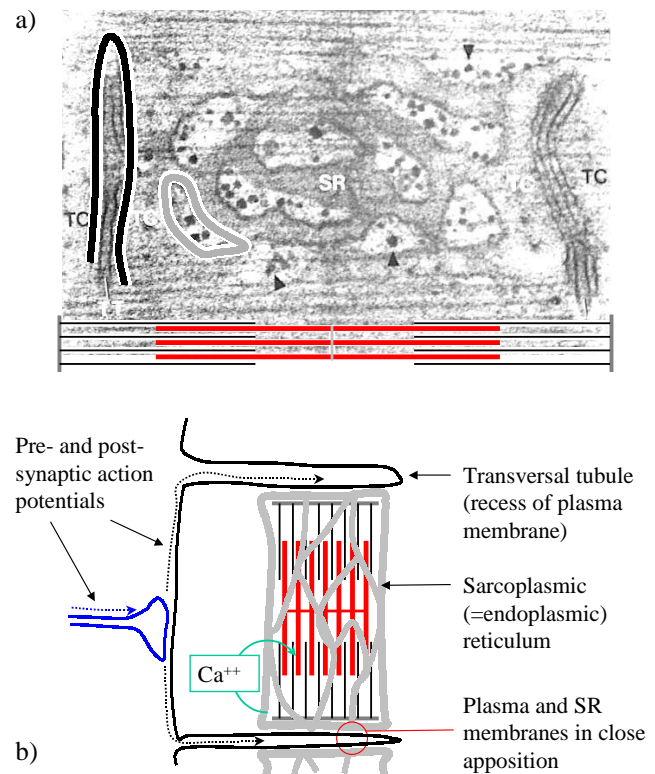 a)
TC
SR
TC
TC
TC
Pre- and post-
synaptic action
potentials
Transversal tubule
(recess of plasma
membrane)
Sarcoplasmic
(=endoplasmic)
reticulum
Ca⁺⁺
Plasma and SR
membranes in close
apposition
b)